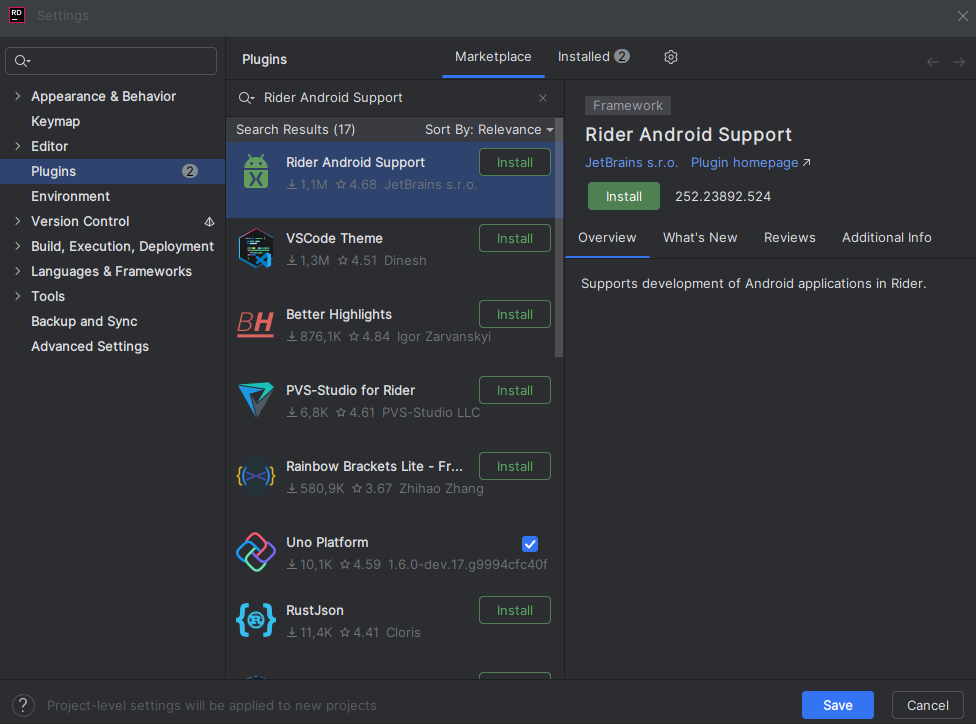 RD
Settings
Appearance & Behavior
Keymap
Editor
Plugins 2
Environment
Version Control
Build, Execution, Deployment
Languages & Frameworks
Tools
Backup and Sync
Advanced Settings
Plugins
Marketplace
Installed 2
Rider Android Support
Search Results (17)
Sort By: Relevance
Rider Android Support
Install
1,1M 4.68 JetBrains s.r.o.
VSCode Theme
Install
1,3M 4.51 Dinesh
BH
Better Highlights
Install
876,1K 4.84 Igor Zarvanskyi
PVS-Studio for Rider
Install
6,8K 4.61 PVS-Studio LLC
{><}
Rainbow Brackets Lite - Fr...
Install
580,9K 3.67 Zhihao Zhang
Uno Platform
10,1K 4.59 1.6.0-dev.17.g9994cfc40f
RustJson
Install
11,4K 4.41 Cloris
Framework
Rider Android Support
JetBrains s.r.o. Plugin homepage ↗
Install 252.23892.524
Overview
What's New
Reviews
Additional Info
Supports development of Android applications in Rider.
? Project-level settings will be applied to new projects
Save
Cancel